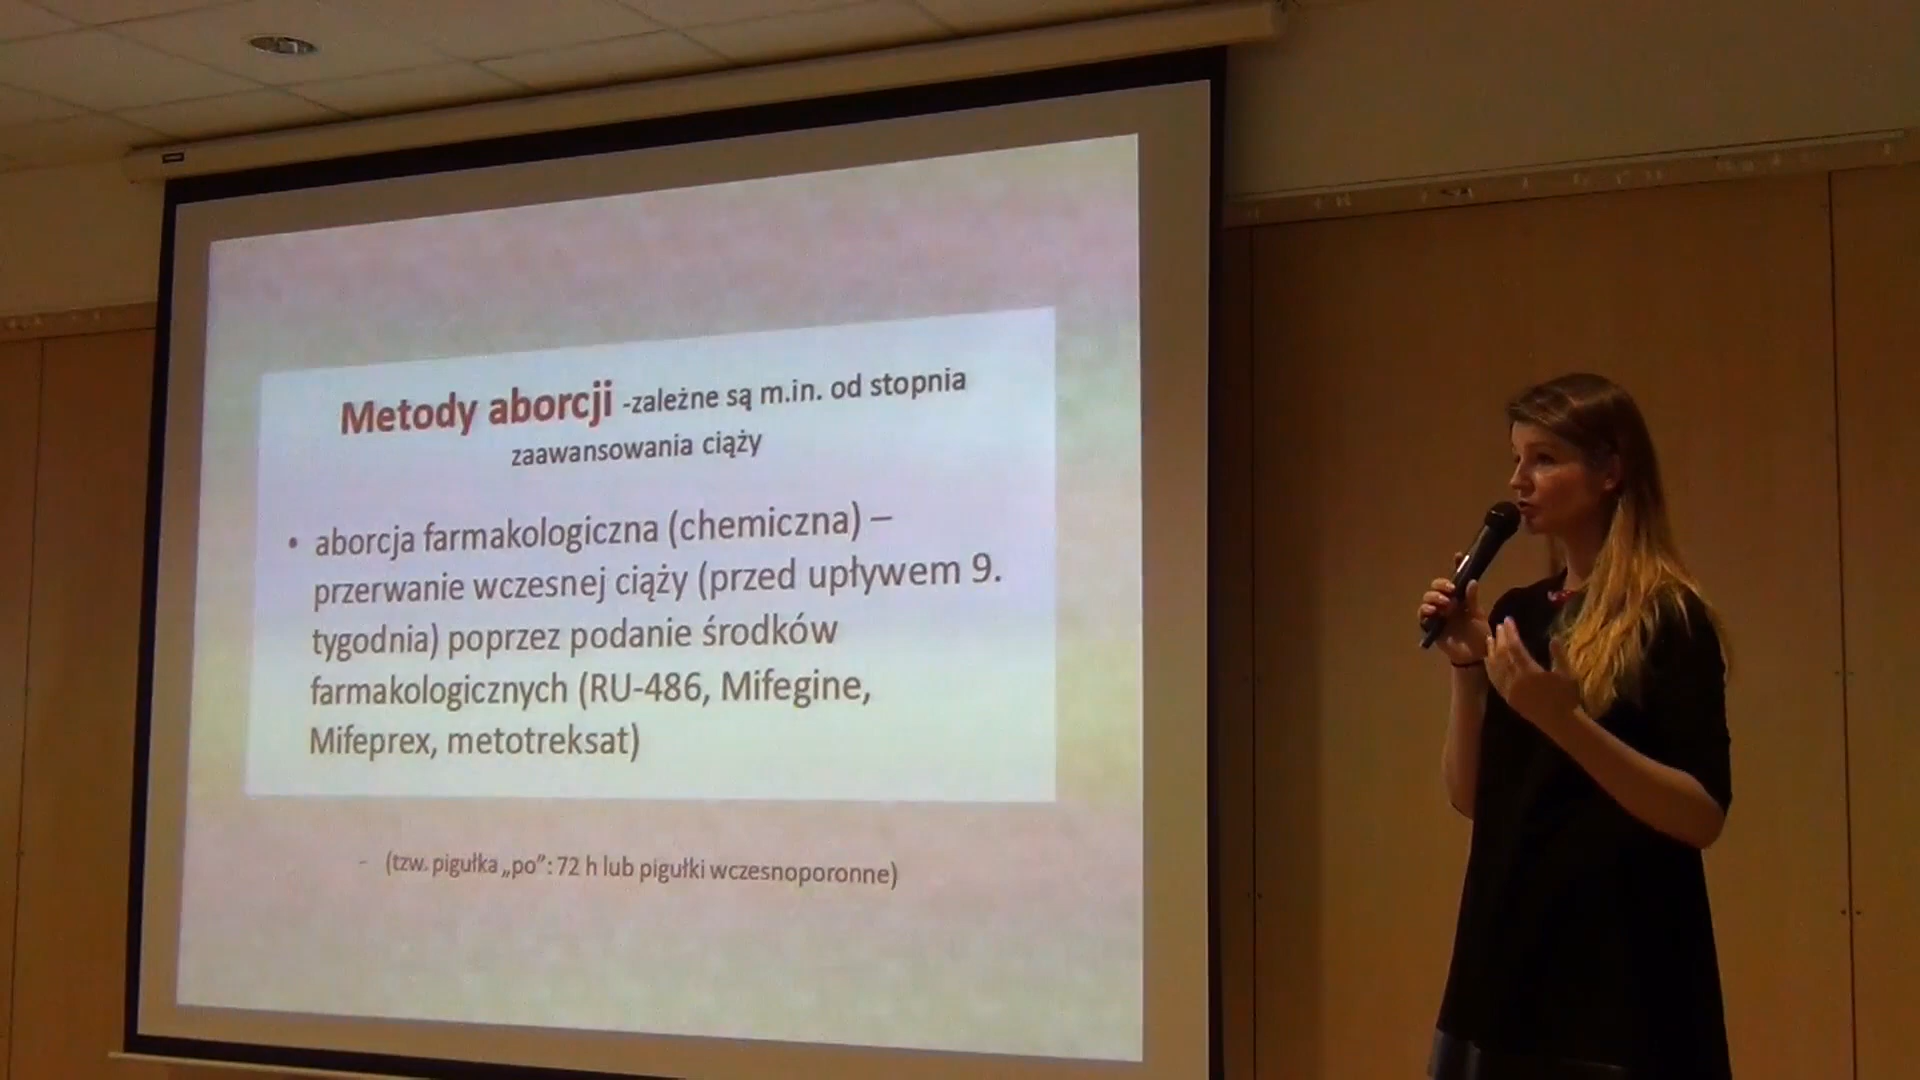 Metody aborcji -zależne są m.in. od stopnia
zaawansowania ciąży
• aborcja farmakologiczna (chemiczna) –
przerwanie wczesnej ciąży (przed upływem 9.
tygodnia) poprzez podanie środków
farmakologicznych (RU-486, Mifegine,
Mifeprex, metotreksat)
- (tzw. pigułka „po”: 72 h lub pigułki wczesnoporonne)